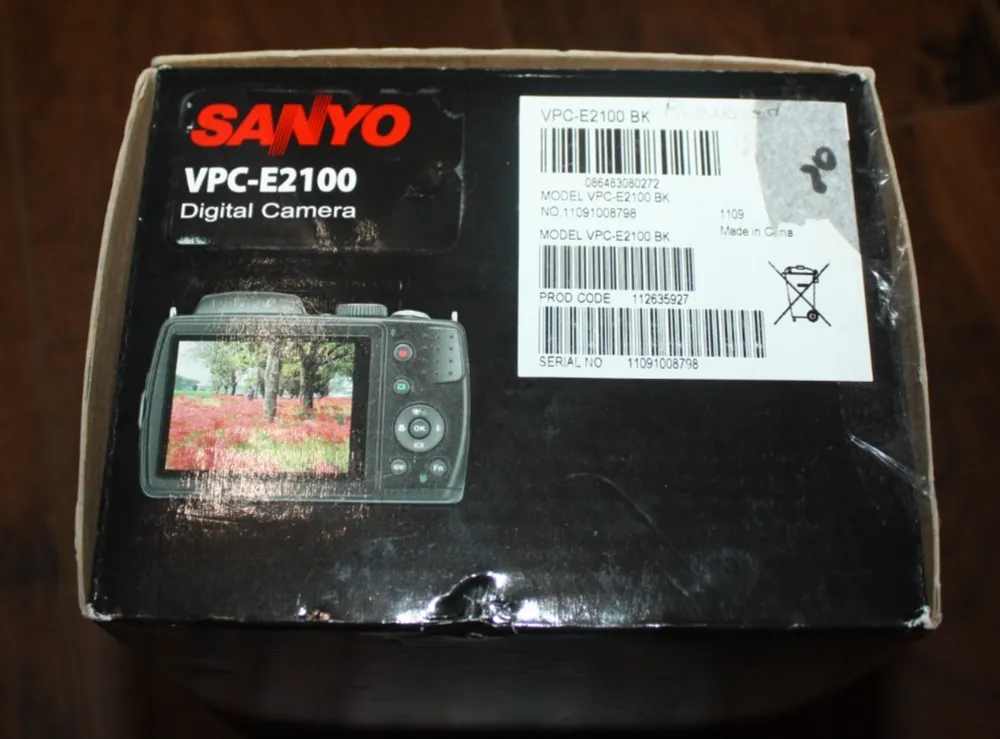 SANYO
VPC-E2100
Digital Camera
OK
Fn
VPC-E2100 BK
086483080272
MODEL VPC-E2100 BK
NO.11091008798 1109
Made in China
MODEL VPC-E2100 BK
PROD CODE 112635927
SERIAL NO 11091008798